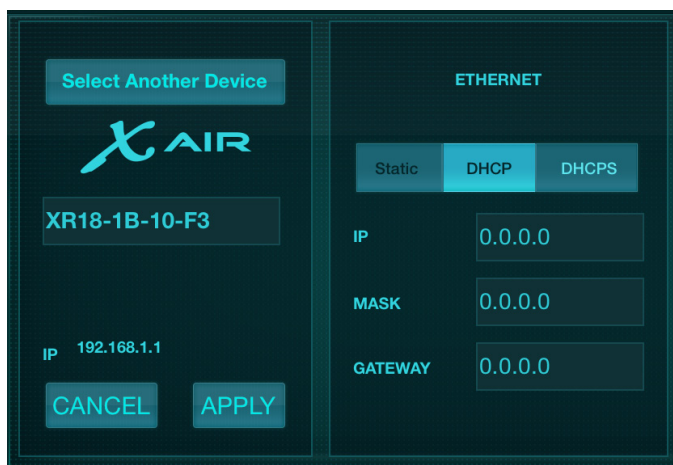 Select Another Device
X AIR
XR18-1B-10-F3
IP 192.168.1.1
CANCEL APPLY
ETHERNET
Static DHCP DHCPS
IP 0.0.0.0
MASK 0.0.0.0
GATEWAY 0.0.0.0